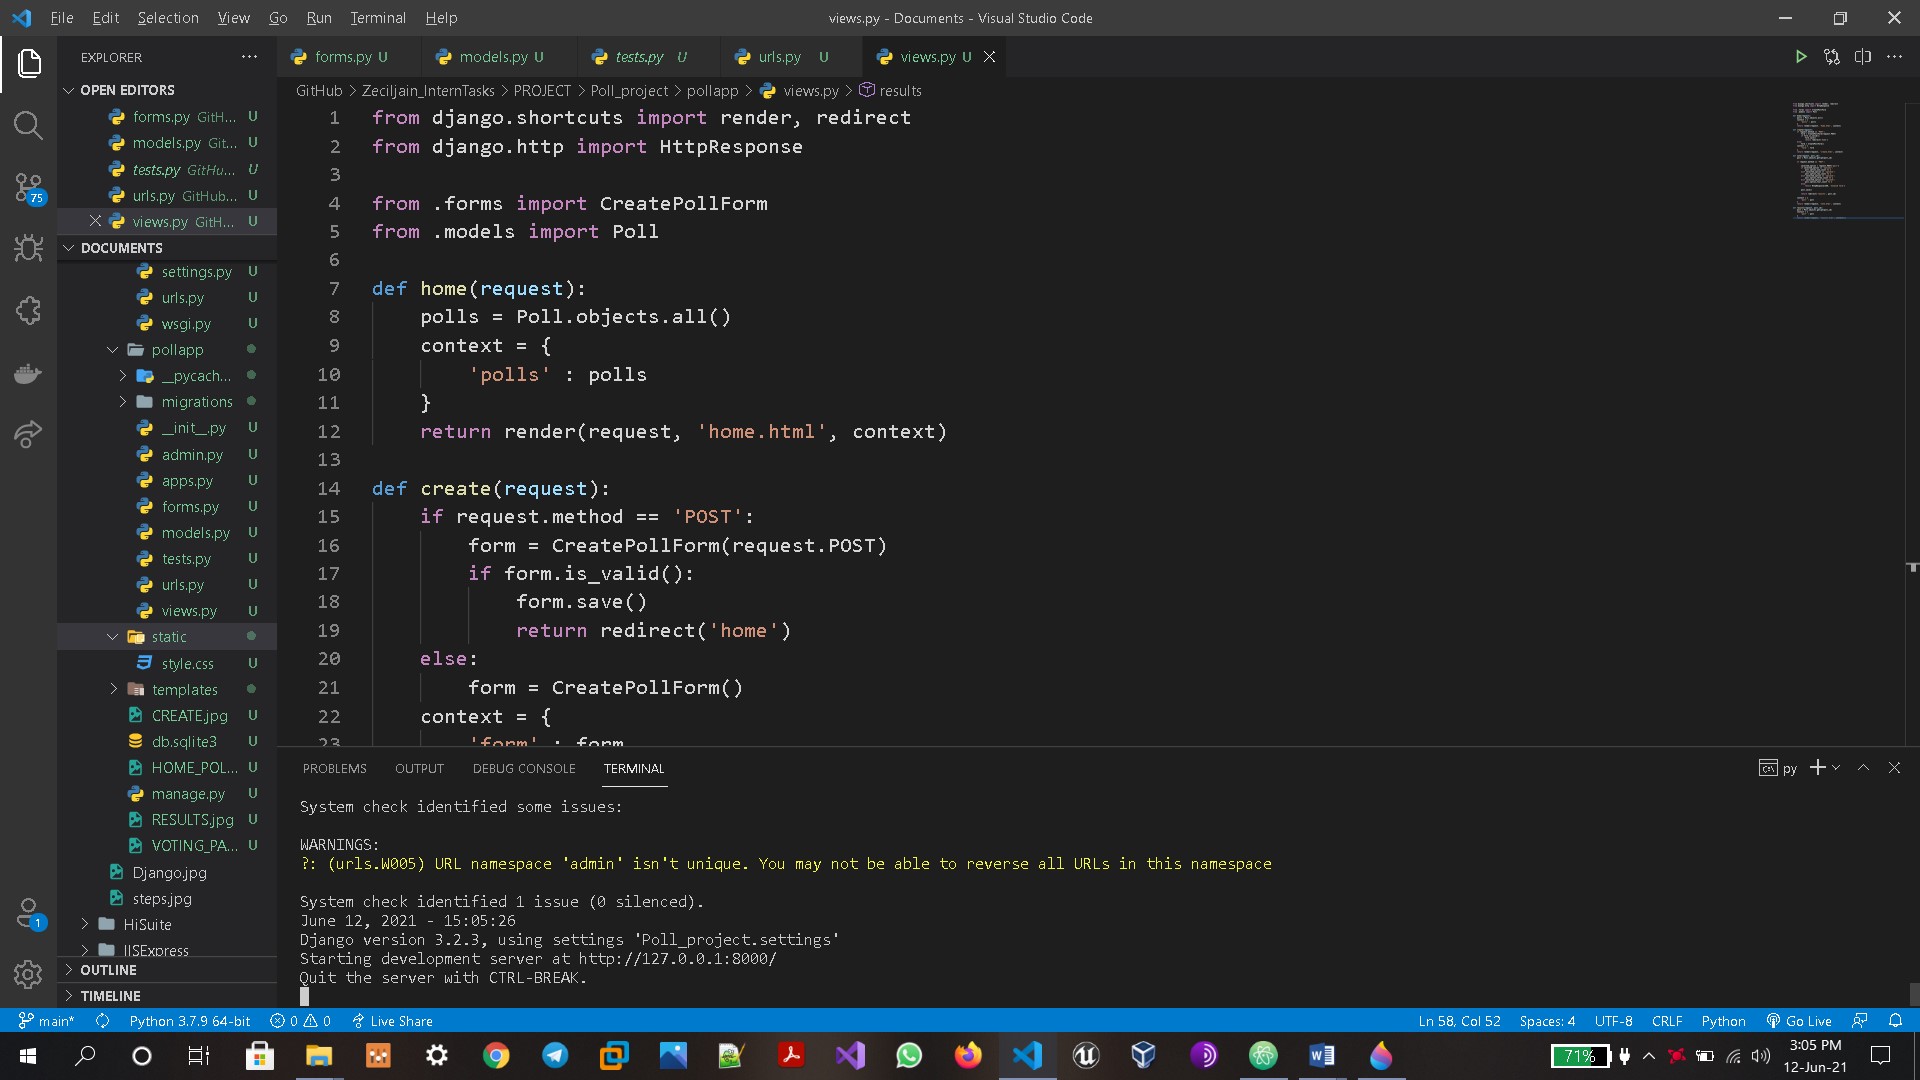 File Edit Selection View Go Run Terminal Help
views.py - Documents - Visual Studio Code
EXPLORER
forms.py U
models.py U
tests.py U
urls.py U
views.py U
GitHub > Zeciljain_InternTasks > PROJECT > Poll_project > pollapp > views.py > results
OPEN EDITORS
forms.py GitH... U
models.py Git... U
tests.py GitHu... U
urls.py GitHub... U
views.py GitH... U
DOCUMENTS
settings.py U
urls.py U
wsgi.py U
pollapp
__pycach...
migrations
__init__.py U
admin.py U
apps.py U
forms.py U
models.py U
tests.py U
urls.py U
views.py U
static
style.css U
templates
CREATE.jpg U
db.sqlite3 U
HOME_POL... U
manage.py U
RESULTS.jpg U
VOTING_PA... U
Django.jpg
steps.jpg
HiSuite
IISExpress
OUTLINE
TIMELINE
75
1
1 from django.shortcuts import render, redirect
2 from django.http import HttpResponse
3
4 from .forms import CreatePollForm
5 from .models import Poll
6
7 def home(request):
8 polls = Poll.objects.all()
9 context = {
10 'polls' : polls
11 }
12 return render(request, 'home.html', context)
13
14 def create(request):
15 if request.method == 'POST':
16 form = CreatePollForm(request.POST)
17 if form.is_valid():
18 form.save()
19 return redirect('home')
20 else:
21 form = CreatePollForm()
22 context = {
23 'form' : form
PROBLEMS OUTPUT DEBUG CONSOLE TERMINAL
py
System check identified some issues:
WARNINGS:
?: (urls.W005) URL namespace 'admin' isn't unique. You may not be able to reverse all URLs in this namespace
System check identified 1 issue (0 silenced).
June 12, 2021 - 15:05:26
Django version 3.2.3, using settings 'Poll_project.settings'
Starting development server at http://127.0.0.1:8000/
Quit the server with CTRL-BREAK.
main* Python 3.7.9 64-bit 0 0 Live Share
Ln 58, Col 52 Spaces: 4 UTF-8 CRLF Python Go Live
71%
3:05 PM
12-Jun-21